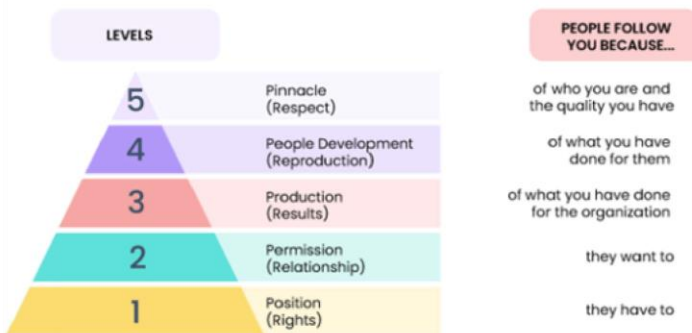 LEVELS
PEOPLE FOLLOW
YOU BECAUSE...
5
Pinnacle
(Respect)
of who you are and
the quality you have
4
People Development
(Reproduction)
of what you have
done for them
3
Production
(Results)
of what you have done
for the organization
2
Permission
(Relationship)
they want to
1
Position
(Rights)
they have to